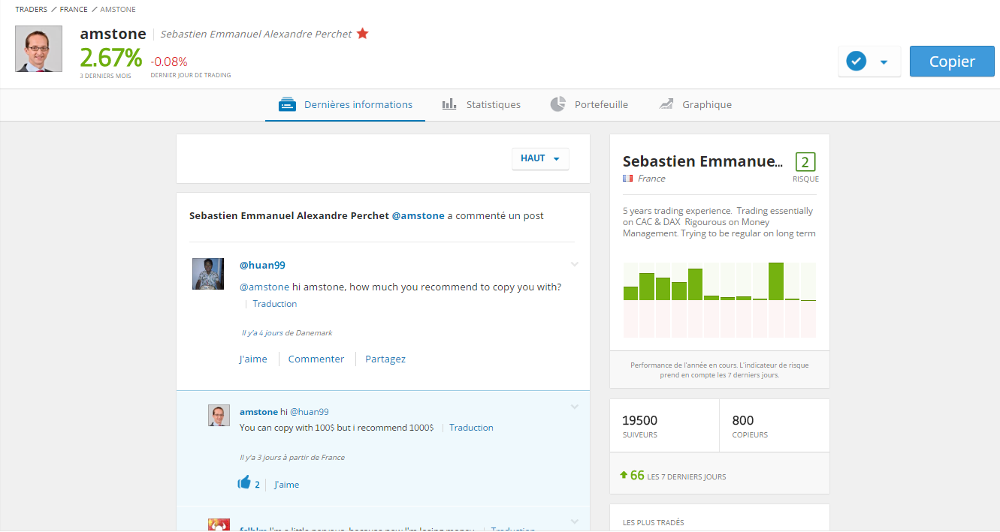 TRADERS / FRANCE / AMSTONE
amstone | Sebastien Emmanuel Alexandre Perchet
2.67% -0.08%
3 DERNIERS MOIS DERNIER JOUR DE TRADING
Copier
Dernières informations Statistiques Portefeuille Graphique
HAUT
Sebastien Emmanuel Alexandre Perchet @amstone a commenté un post
@huan99
@amstone hi amstone, how much you recommend to copy you with?
| Traduction
Il y'a 4 jours de Danemark
J'aime | Commenter | Partagez
amstone hi @huan99
You can copy with 100$ but i recommend 1000$ | Traduction
Il y'a 3 jours à partir de France
2 | J'aime
I'm a little nervous, because now I'm losing money. | Traduction
Sebastien Emmanue... 2
France RISQUE
5 years trading experience. Trading essentially
on CAC & DAX Rigourous on Money
Management. Trying to be regular on long term
Performance de l'année en cours. L'indicateur de risque
prend en compte les 7 derniers jours.
19500 800
SUIVEURS COPIEURS
66 LES 7 DERNIERS JOURS
LES PLUS TRADÉS